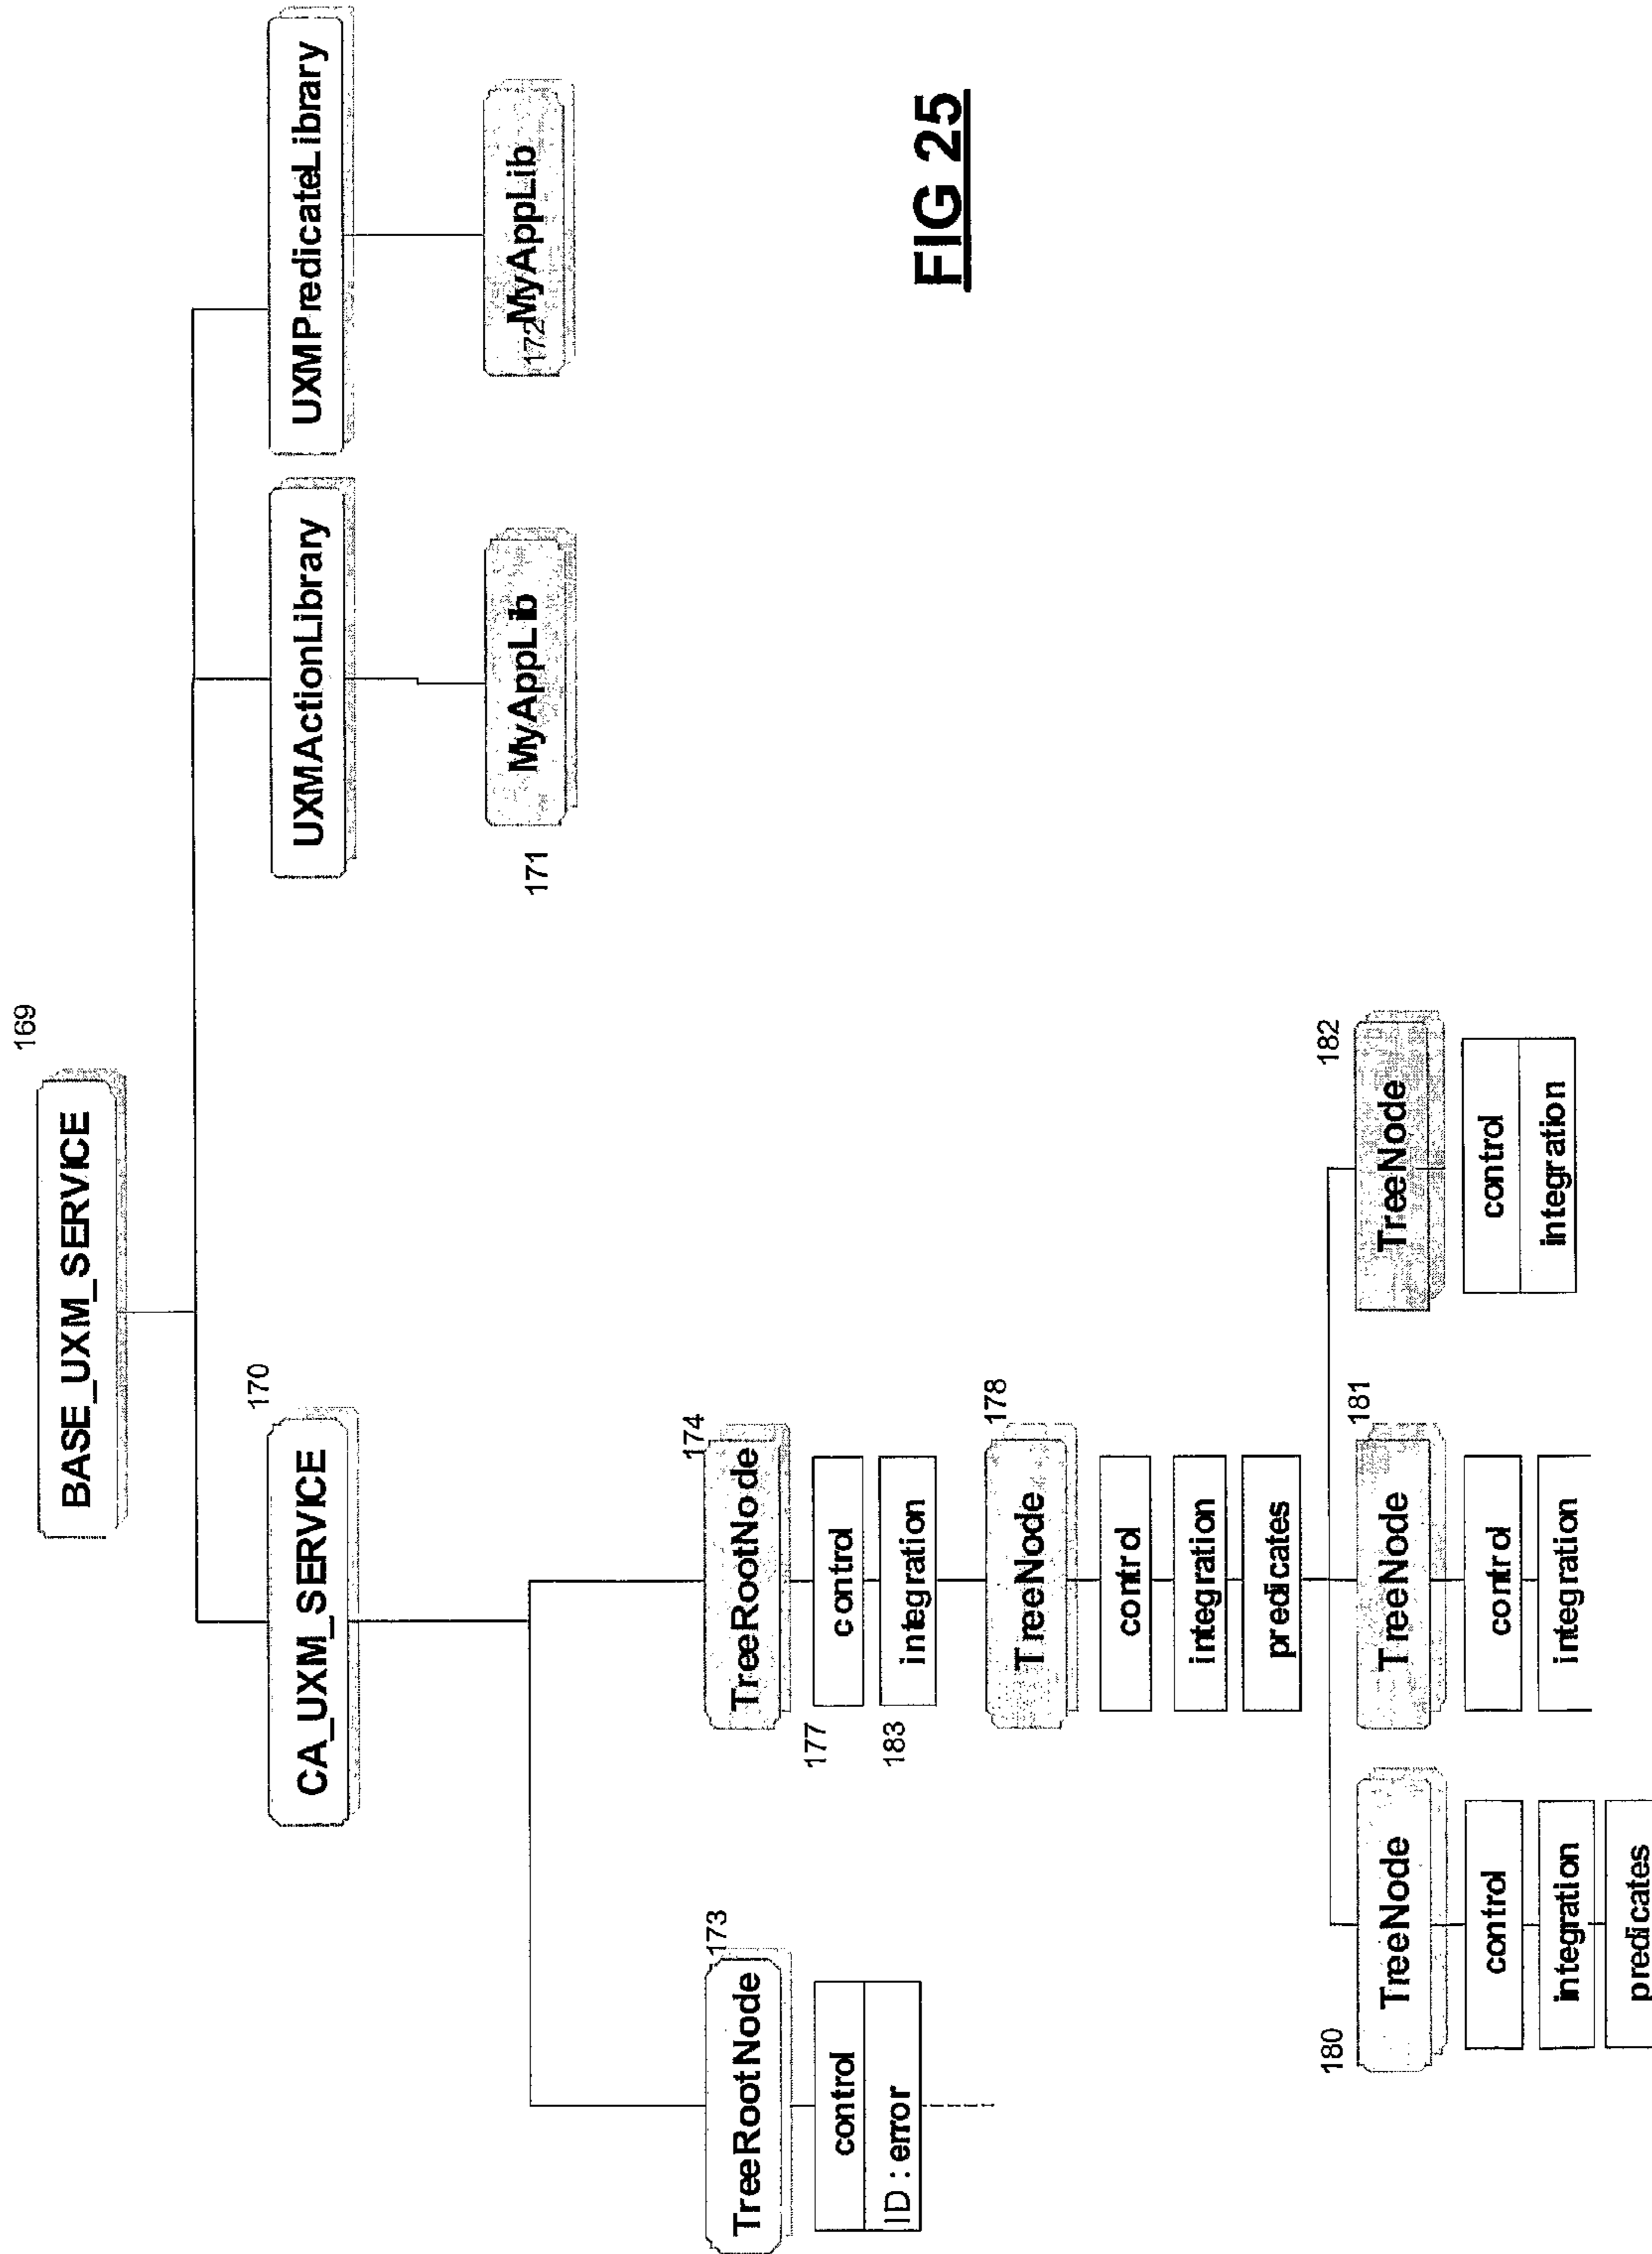 169
BASE_UXM_SERVICE
170
CA_UXM_SERVICE
UXMActionLibrary
UXMPredicateLibrary
171
MyAppLib
172
MyAppLib
173
TreeRootNode
control
ID : error
174
TreeRootNode
177
control
183
integration
178
TreeNode
control
integration
predicates
180
TreeNode
control
integration
predicates
181
TreeNode
control
integration
182
TreeNode
control
integration
FIG 25